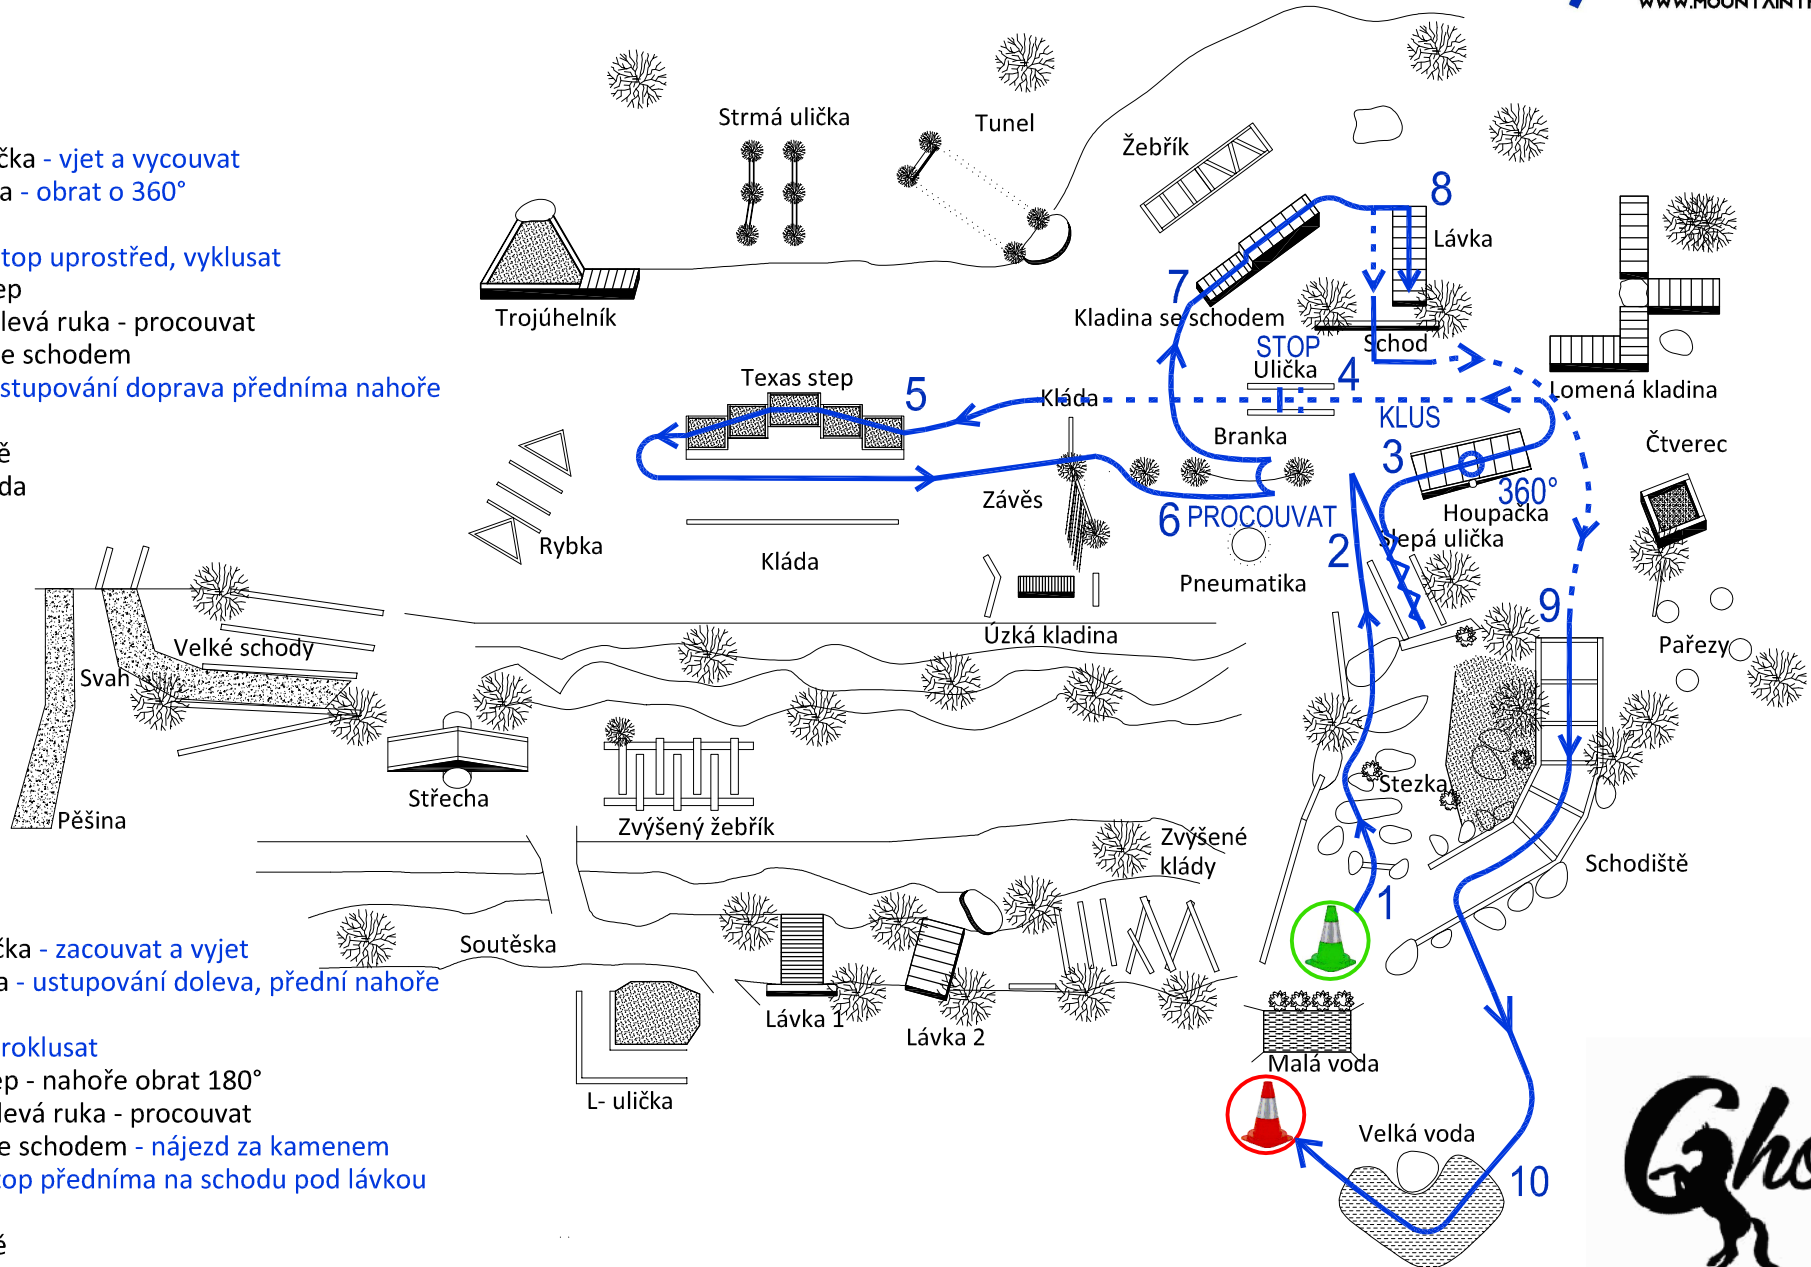 WWW.MOUNTAINT
čka - vjet a vycouvat
a - obrat o 360°
top uprostřed, vyklusat
ep
levá ruka - procouvat
e schodem
stupování doprava předníma nahoře
ě
da
čka - zacouvat a vyjet
a - ustupování doleva, přední nahoře
roklusat
ep - nahoře obrat 180°
levá ruka - procouvat
e schodem - nájezd za kamenem
top předníma na schodu pod lávkou
ě
Strmá ulička
Tunel
Žebřík
8
Lávka
Trojúhelník
7
Kladina se schodem
Schod
STOP
Ulička
4
Lomená kladina
Texas step
5
Kláda
KLUS
Branka
3
Čtverec
360°
Houpačka
Závěs
6 PROCOUVAT
Slepá ulička
2
Rybka
Kláda
Pneumatika
9
Úzká kladina
Velké schody
Svah
Pařezy
Stezka
Střecha
Pěšina
Zvýšený žebřík
Zvýšené
klády
Schodiště
1
Soutěska
Lávka 1
Lávka 2
Malá voda
L- ulička
Velká voda
10
Gho